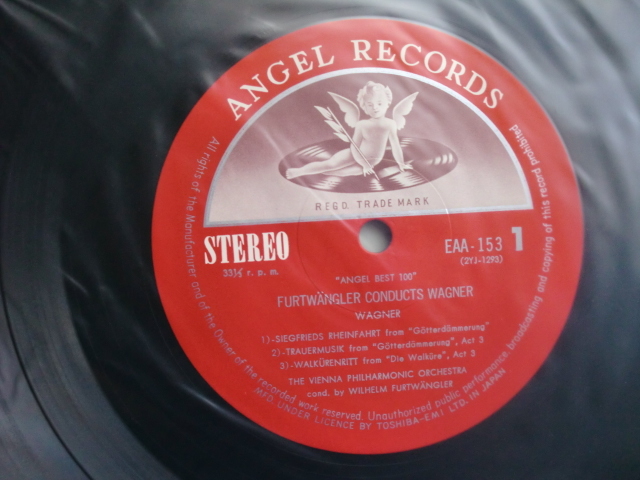 ANGEL RECORDS
REGD. TRADE MARK
STEREO
33⅓ r. p. m.
EAA-153 1
(2YJ-1293)
"ANGEL BEST 100"
FURTWÄNGLER CONDUCTS WAGNER
WAGNER
1)-SIEGFRIEDS RHEINFAHRT from "Götterdämmerung"
2)-TRAUERMUSIK from "Götterdämmerung", Act 3
3)-WALKÜRENRITT from "Die Walküre", Act 3
THE VIENNA PHILHARMONIC ORCHESTRA
cond. by WILHELM FURTWÄNGLER
All rights of the Manufacturer and of the Owner of the recorded work reserved. Unauthorized public performance, broadcasting and copying of this record prohibited.
MFD. UNDER LICENCE BY TOSHIBA-EMI LTD. IN JAPAN